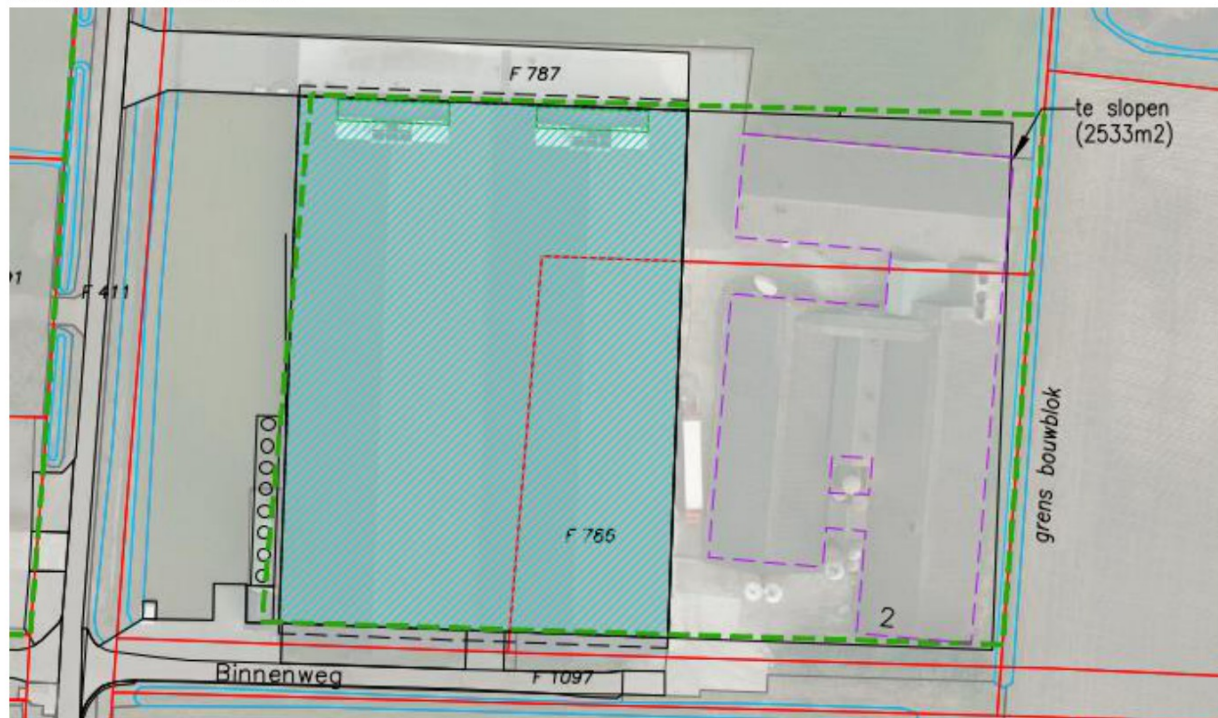 F 787
te slopen
(2533m2)
F 411
grens bouwblok
F 765
2
Binnenweg
F 1097